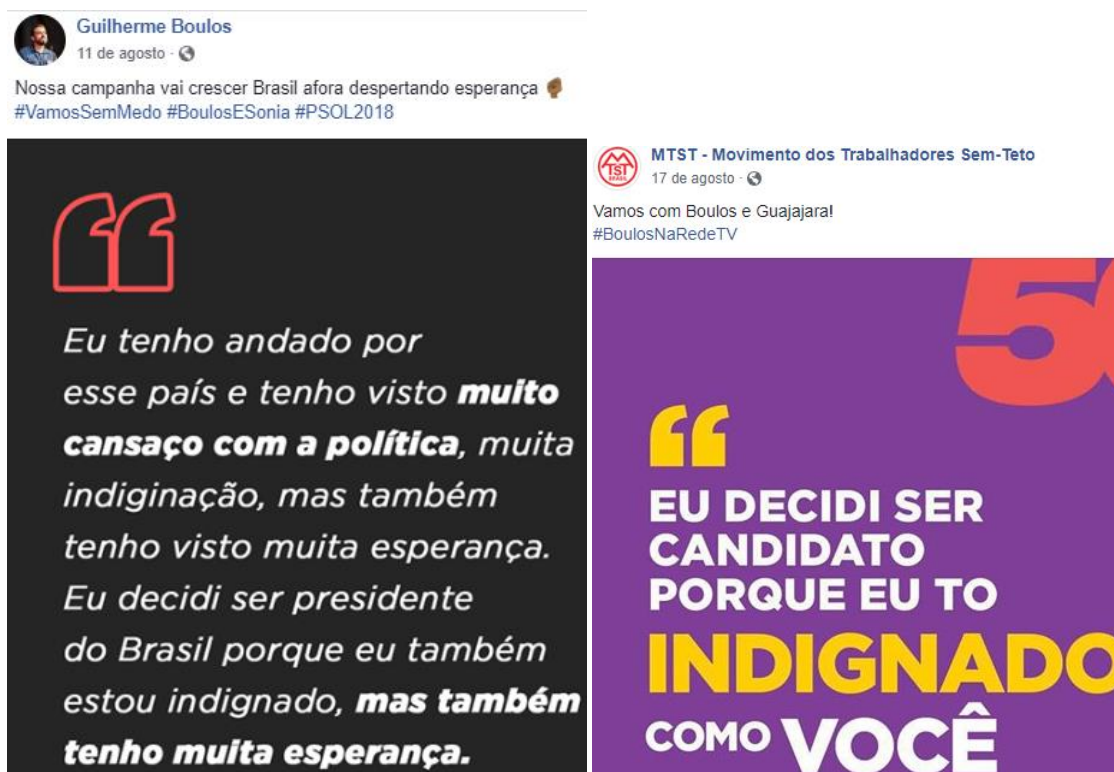 Guilherme Boulos
11 de agosto ·
Nossa campanha vai crescer Brasil afora despertando esperança
#VamosSemMedo #BoulosESonia #PSOL2018
Eu tenho andado por
esse país e tenho visto muito
cansaço com a política, muita
indiginação, mas também
tenho visto muita esperança.
Eu decidi ser presidente
do Brasil porque eu também
estou indignado, mas também
tenho muita esperança.
MTST - Movimento dos Trabalhadores Sem-Teto
17 de agosto ·
Vamos com Boulos e Guajajara!
#BoulosNaRedeTV
5
EU DECIDI SER
CANDIDATO
PORQUE EU TO
INDIGNADO
COMO VOCÊ